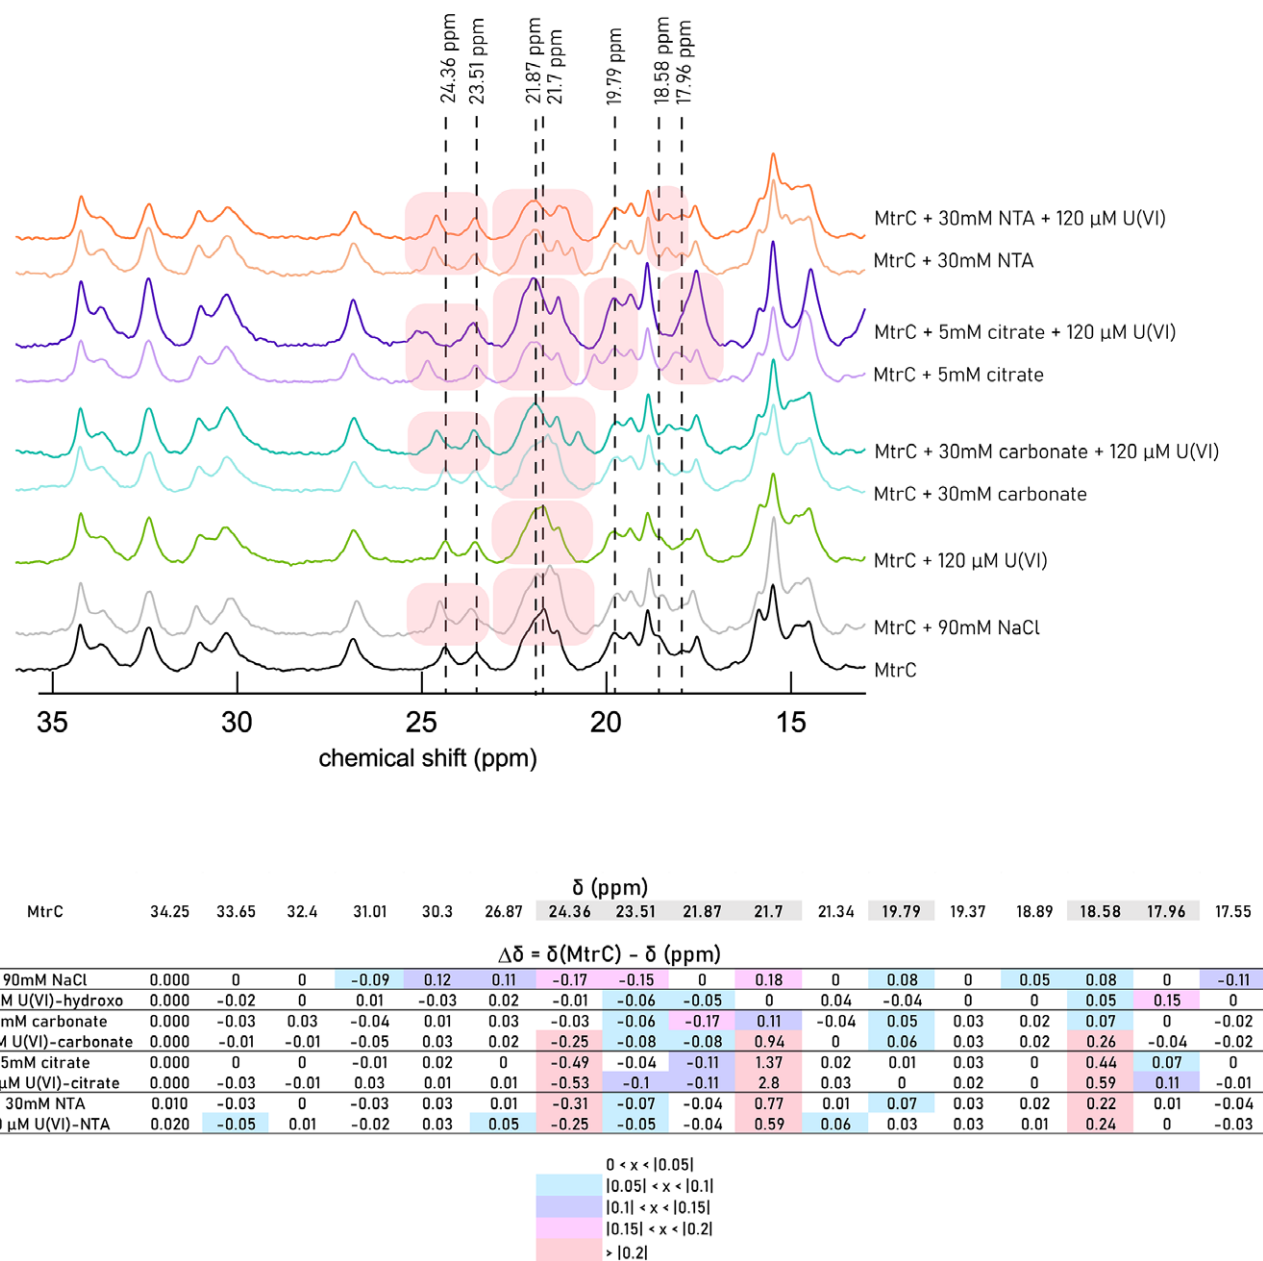 24.36 ppm
23.51 ppm
21.87 ppm
21.7 ppm
19.79 ppm
18.58 ppm
17.96 ppm
MtrC + 30mM NTA + 120 µM U(VI)
MtrC + 30mM NTA
MtrC + 5mM citrate + 120 µM U(VI)
MtrC + 5mM citrate
MtrC + 30mM carbonate + 120 µM U(VI)
MtrC + 30mM carbonate
MtrC + 120 µM U(VI)
MtrC + 90mM NaCl
MtrC
35 30 25 20 15
chemical shift (ppm)
δ (ppm)
MtrC 34.25 33.65 32.4 31.01 30.3 26.87 24.36 23.51 21.87 21.7 21.34 19.79 19.37 18.89 18.58 17.96 17.55
Δδ = δ(MtrC) - δ (ppm)
90mM NaCl 0.000 0 0 -0.09 0.12 0.11 -0.17 -0.15 0 0.18 0 0.08 0 0.05 0.08 0 -0.11
M U(VI)-hydroxo 0.000 -0.02 0 0.01 -0.03 0.02 -0.01 -0.06 -0.05 0 0.04 -0.04 0 0 0.05 0.15 0
mM carbonate 0.000 -0.03 0.03 -0.04 0.01 0.03 -0.03 -0.06 -0.17 0.11 -0.04 0.05 0.03 0.02 0.07 0 -0.02
M U(VI)-carbonate 0.000 -0.01 -0.01 -0.05 0.03 0.02 -0.25 -0.08 -0.08 0.94 0 0.06 0.03 0.02 0.26 -0.04 -0.02
5mM citrate 0.000 0 0 -0.01 0.02 0 -0.49 -0.04 -0.11 1.37 0.02 0.01 0.03 0 0.44 0.07 0
µM U(VI)-citrate 0.000 -0.03 -0.01 0.03 0.01 0.01 -0.53 -0.1 -0.11 2.8 0.03 0 0.02 0 0.59 0.11 -0.01
30mM NTA 0.010 -0.03 0 -0.03 0.03 0.01 -0.31 -0.07 -0.04 0.77 0.01 0.07 0.03 0.02 0.22 0.01 -0.04
0 µM U(VI)-NTA 0.020 -0.05 0.01 -0.02 0.03 0.05 -0.25 -0.05 -0.04 0.59 0.06 0.03 0.03 0.01 0.24 0 -0.03
0 < x < |0.05|
|0.05| < x < |0.1|
|0.1| < x < |0.15|
|0.15| < x < |0.2|
> |0.2|